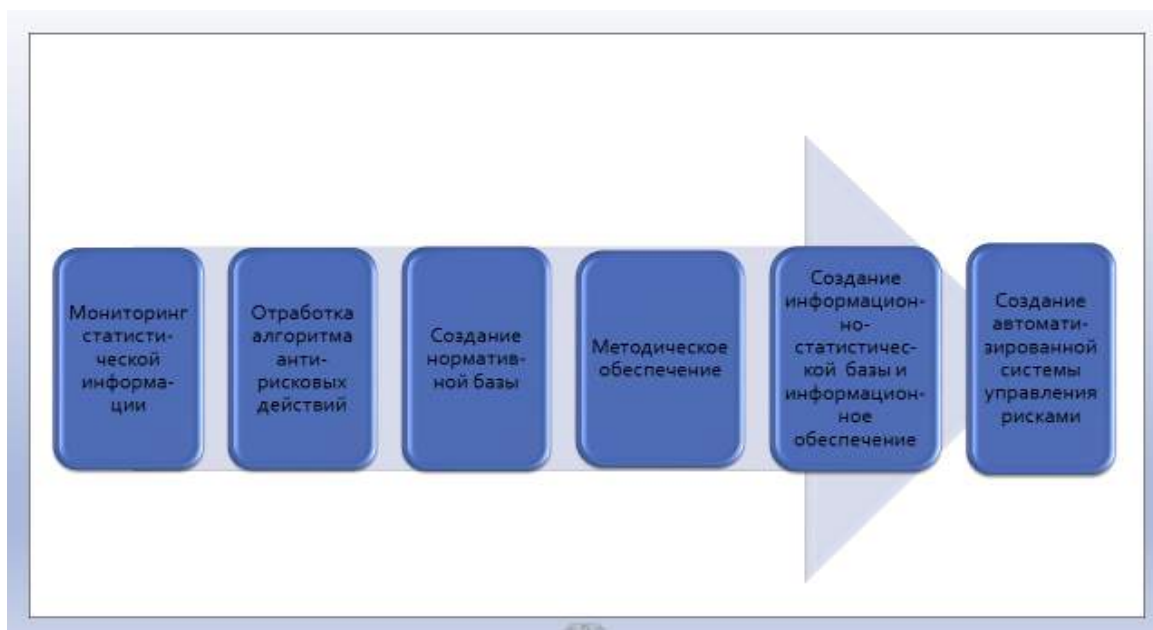 Мониторинг
статисти-
ческой
информа-
ции
Отработка
алгоритма
анти-
рисковых
действий
Создание
норматив-
ной базы
Методическое
обеспечение
Создание
информацион-
но-
статистичес-
кой базы и
информацион-
ное
обеспечение
Создание
автомати-
зированной
системы
управления
рисками